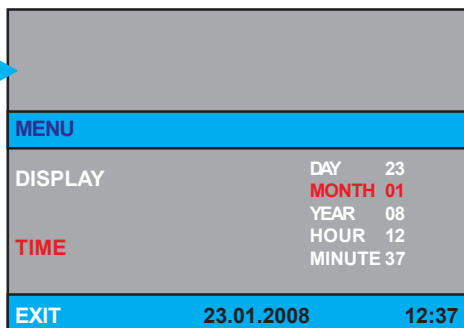 MENU
DISPLAY
TIME
DAY 23
MONTH 01
YEAR 08
HOUR 12
MINUTE 37
EXIT 23.01.2008 12:37